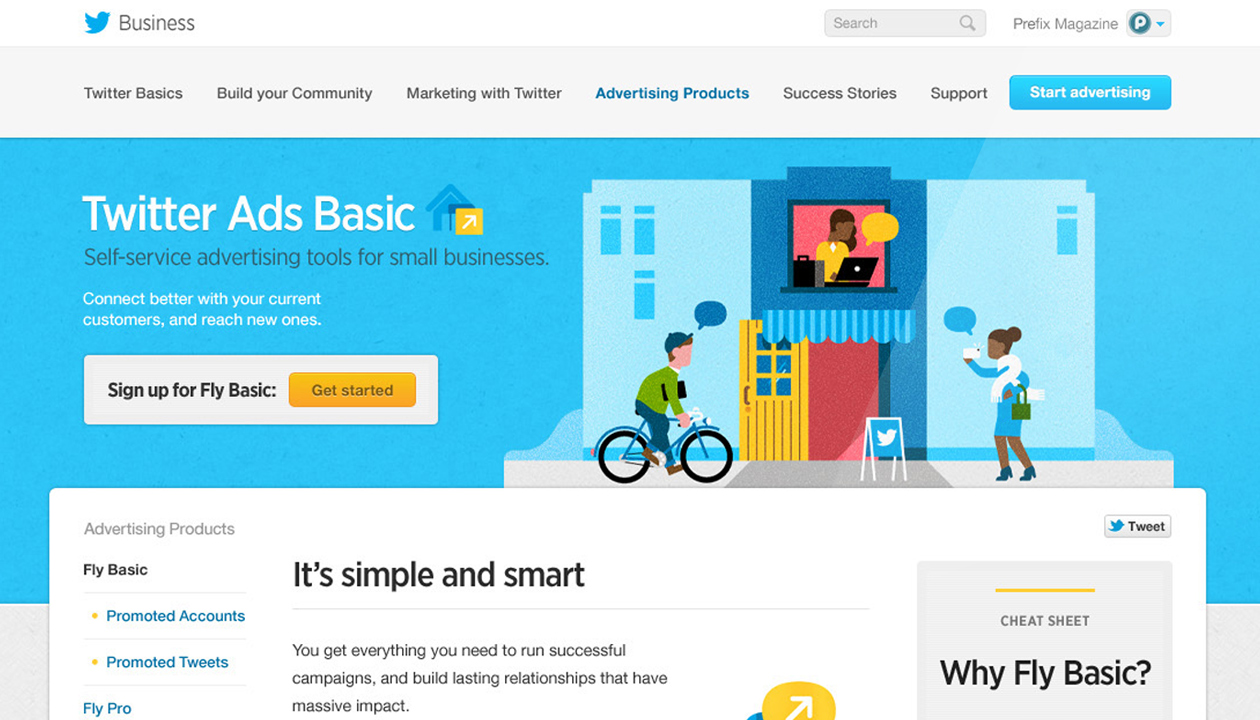 Business
Search
Prefix Magazine
Twitter Basics
Build your Community
Marketing with Twitter
Advertising Products
Success Stories
Support
Start advertising
Twitter Ads Basic
Self-service advertising tools for small businesses.
Connect better with your current
customers, and reach new ones.
Sign up for Fly Basic:
Get started
Advertising Products
Tweet
Fly Basic
Promoted Accounts
Promoted Tweets
Fly Pro
It’s simple and smart
You get everything you need to run successful
campaigns, and build lasting relationships that have
massive impact.
CHEAT SHEET
Why Fly Basic?